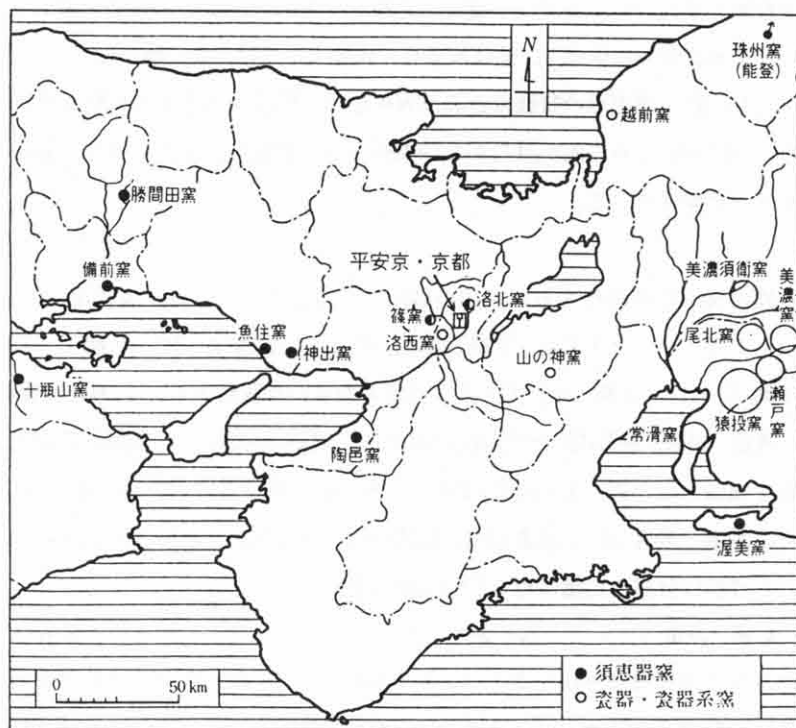 N
珠州窯
(能登)
越前窯
勝間田窯
備前窯
平安京・京都
洛北窯
篠窯
洛西窯
美濃須衛窯
美濃窯
尾北窯
魚住窯
神出窯
山の神窯
十瓶山窯
瀬戸窯
猿投窯
常滑窯
陶邑窯
渥美窯
0 50km
● 須恵器窯
○ 瓷器・瓷器系窯